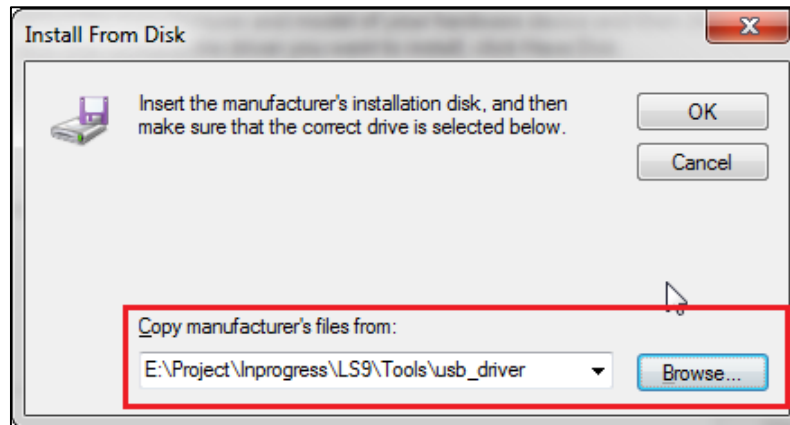 Install From Disk
Insert the manufacturer's installation disk, and then
make sure that the correct drive is selected below.
OK
Cancel
Copy manufacturer's files from:
E:\Project\Inprogress\LS9\Tools\usb_driver
Browse...